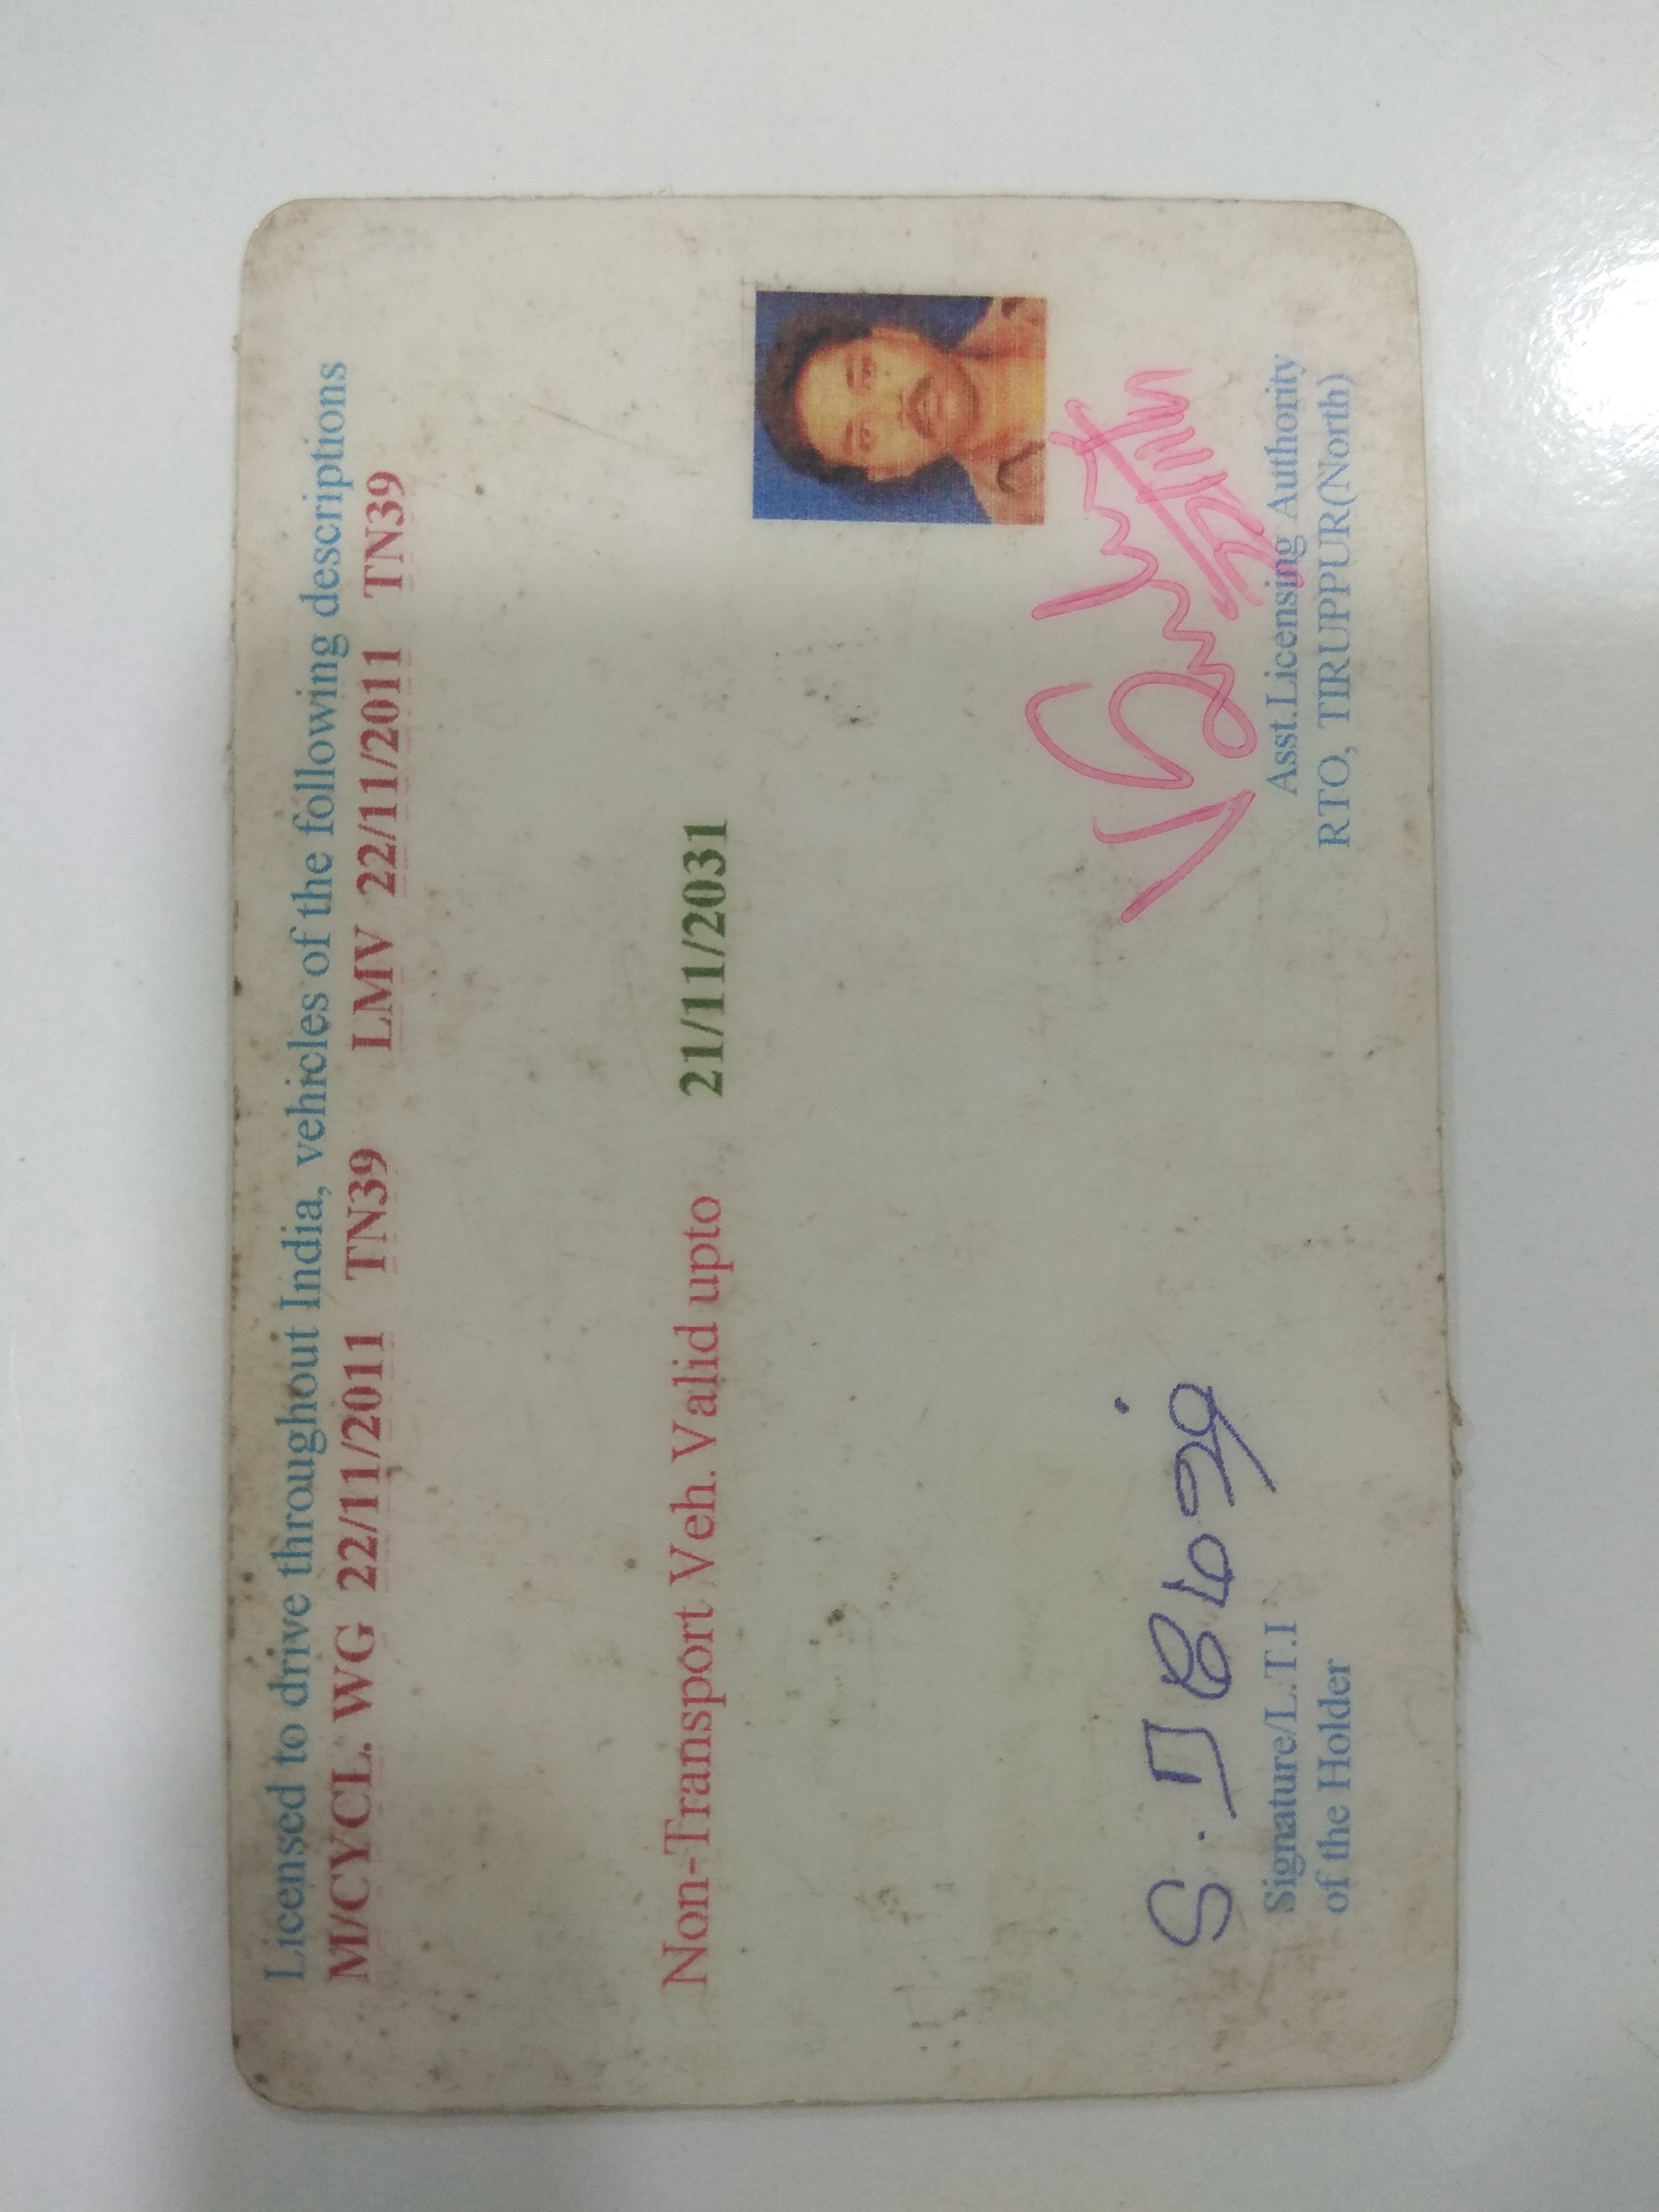 Licensed to drive throughout India, vehicles of the following descriptions
M/CYCL. WG 22/11/2011 TN39 LMV 22/11/2011 TN39
Non-Transport Veh. Valid upto 21/11/2031
Signature/L.T.I
of the Holder
Asst.Licensing Authority
RTO, TIRUPPUR(North)